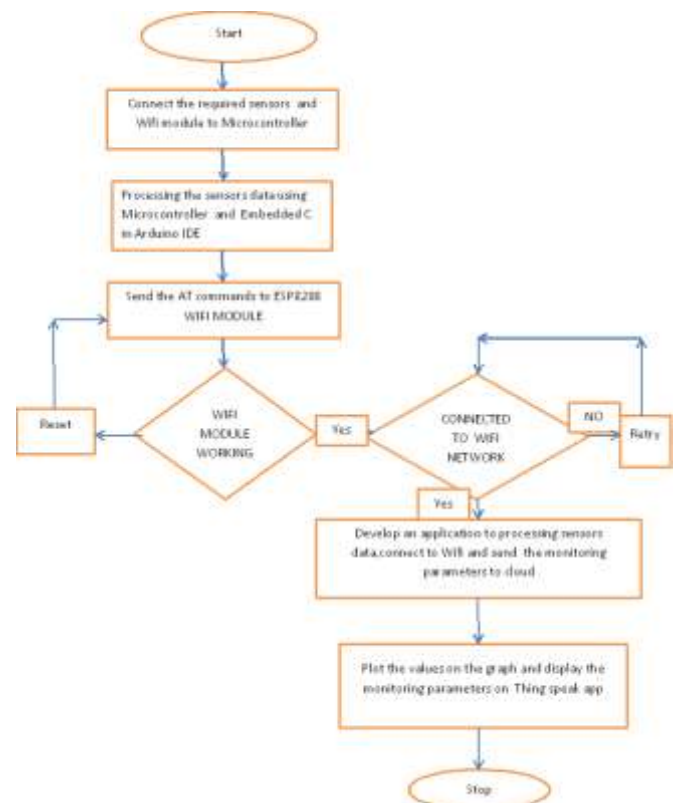 Start
Connect the required sensors and
Wifi module to Microcontroller
Processing the sensors data using
Microcontroller and Embedded C
in Arduino IDE
Send the AT commands to ESP8288
WIFI MODULE
Reset
WIFI
MODULE
WORKING
Yes
CONNECTED
TO WIFI
NETWORK
NO
Retry
Yes
Develop an application to processing sensors
data,connect to Wifi and send the monitoring
parameters to cloud
Plot the values on the graph and display the
monitoring parameters on Thing speak app
Stop